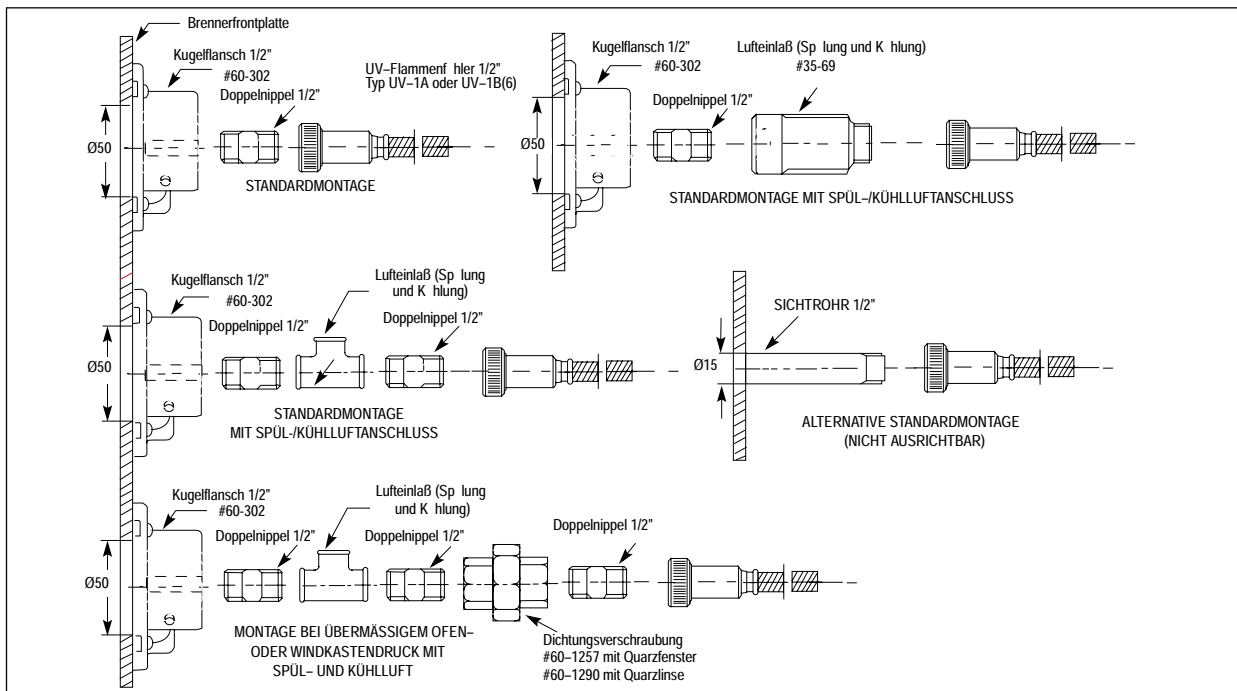 Brennerfrontplatte
Kugelflansch 1/2"
#60-302
Doppelnippel 1/2"
UV–Flammenf hler 1/2"
Typ UV–1A oder UV–1B(6)
Ø50
STANDARDMONTAGE
Kugelflansch 1/2"
#60-302
Lufteinlaß (Sp lung und K hlung)
#35-69
Doppelnippel 1/2"
Ø50
STANDARDMONTAGE MIT SPÜL–/KÜHLLUFTANSCHLUSS
Kugelflansch 1/2"
#60-302
Lufteinlaß (Sp lung
und K hlung)
Doppelnippel 1/2"
Doppelnippel 1/2"
Ø50
STANDARDMONTAGE
MIT SPÜL-/KÜHLLUFTANSCHLUSS
SICHTROHR 1/2"
Ø15
ALTERNATIVE STANDARDMONTAGE
(NICHT AUSRICHTBAR)
Kugelflansch 1/2"
#60-302
Lufteinlaß (Sp lung
und K hlung)
Doppelnippel 1/2"
Doppelnippel 1/2"
Doppelnippel 1/2"
Ø50
MONTAGE BEI ÜBERMÄSSIGEM OFEN–
ODER WINDKASTENDRUCK MIT
SPÜL– UND KÜHLLUFT
Dichtungsverschraubung
#60–1257 mit Quarzfenster
#60–1290 mit Quarzlinse